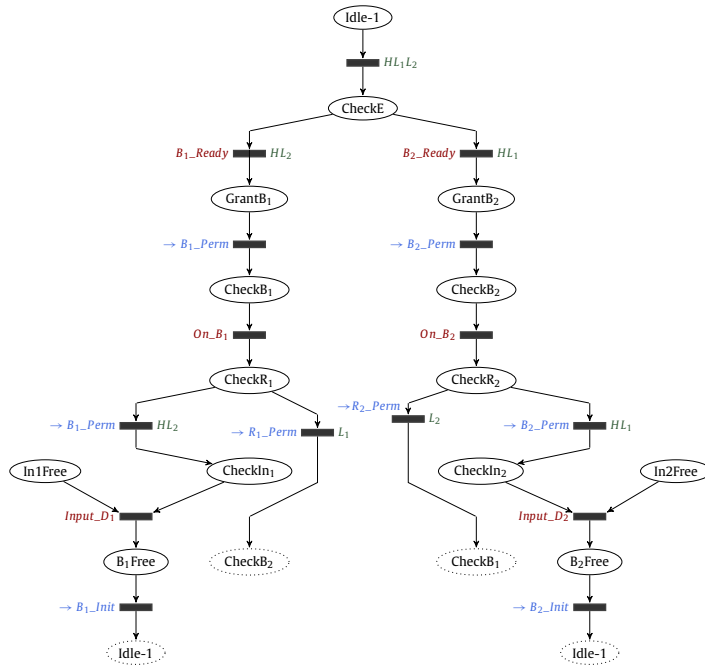 Idle-1
HL₁L₂
CheckE
B₁_Ready HL₂ B₂_Ready HL₁
GrantB₁ GrantB₂
→ B₁_Perm → B₂_Perm
CheckB₁ CheckB₂
On_B₁ On_B₂
CheckR₁ CheckR₂
→ B₁_Perm HL₂ → R₁_Perm L₁ → R₂_Perm L₂ → B₂_Perm HL₁
In1Free CheckIn₁ CheckIn₂ In2Free
Input_D₁ Input_D₂
B₁Free CheckB₂ CheckB₁ B₂Free
→ B₁_Init → B₂_Init
Idle-1 Idle-1